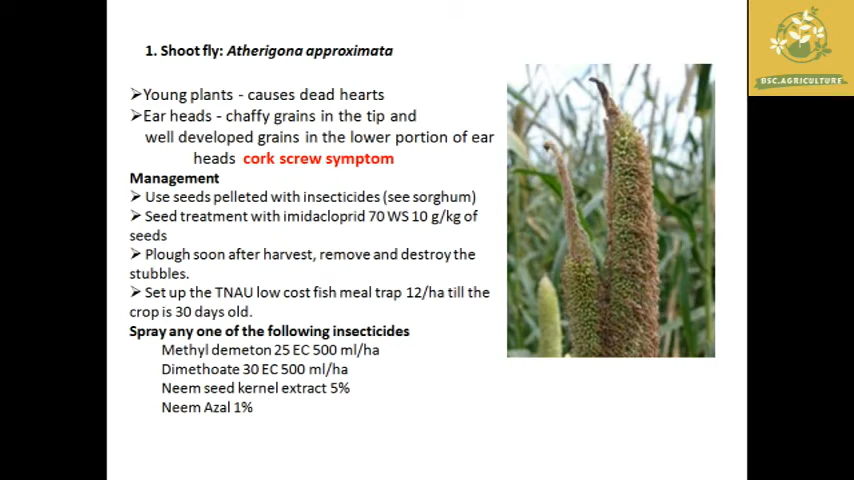 1. Shoot fly: Atherigona approximata
➢Young plants - causes dead hearts
➢Ear heads - chaffy grains in the tip and
well developed grains in the lower portion of ear
heads cork screw symptom
Management
➢ Use seeds pelleted with insecticides (see sorghum)
➢ Seed treatment with imidacloprid 70 WS 10 g/kg of
seeds
➢ Plough soon after harvest, remove and destroy the
stubbles.
➢ Set up the TNAU low cost fish meal trap 12/ha till the
crop is 30 days old.
Spray any one of the following insecticides
Methyl demeton 25 EC 500 ml/ha
Dimethoate 30 EC 500 ml/ha
Neem seed kernel extract 5%
Neem Azal 1%
BSC.AGRICULTURE